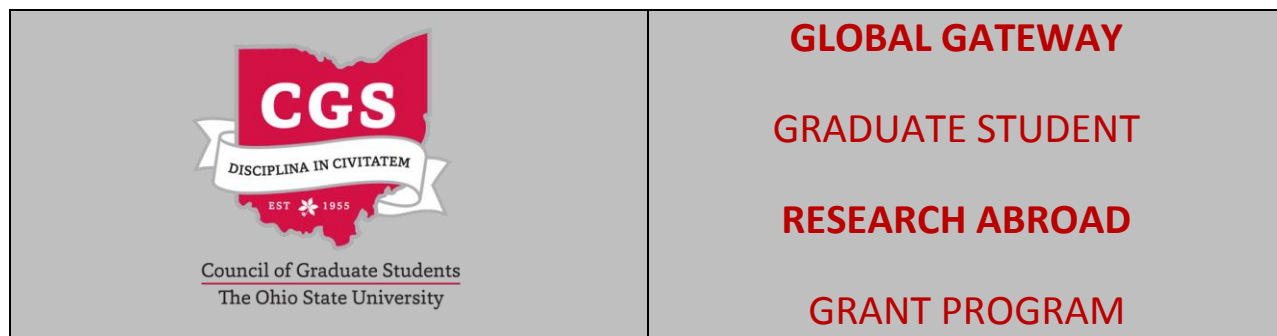 CGS
DISCIPLINA IN CIVITATEM
EST 1955
Council of Graduate Students
The Ohio State University
GLOBAL GATEWAY
GRADUATE STUDENT
RESEARCH ABROAD
GRANT PROGRAM